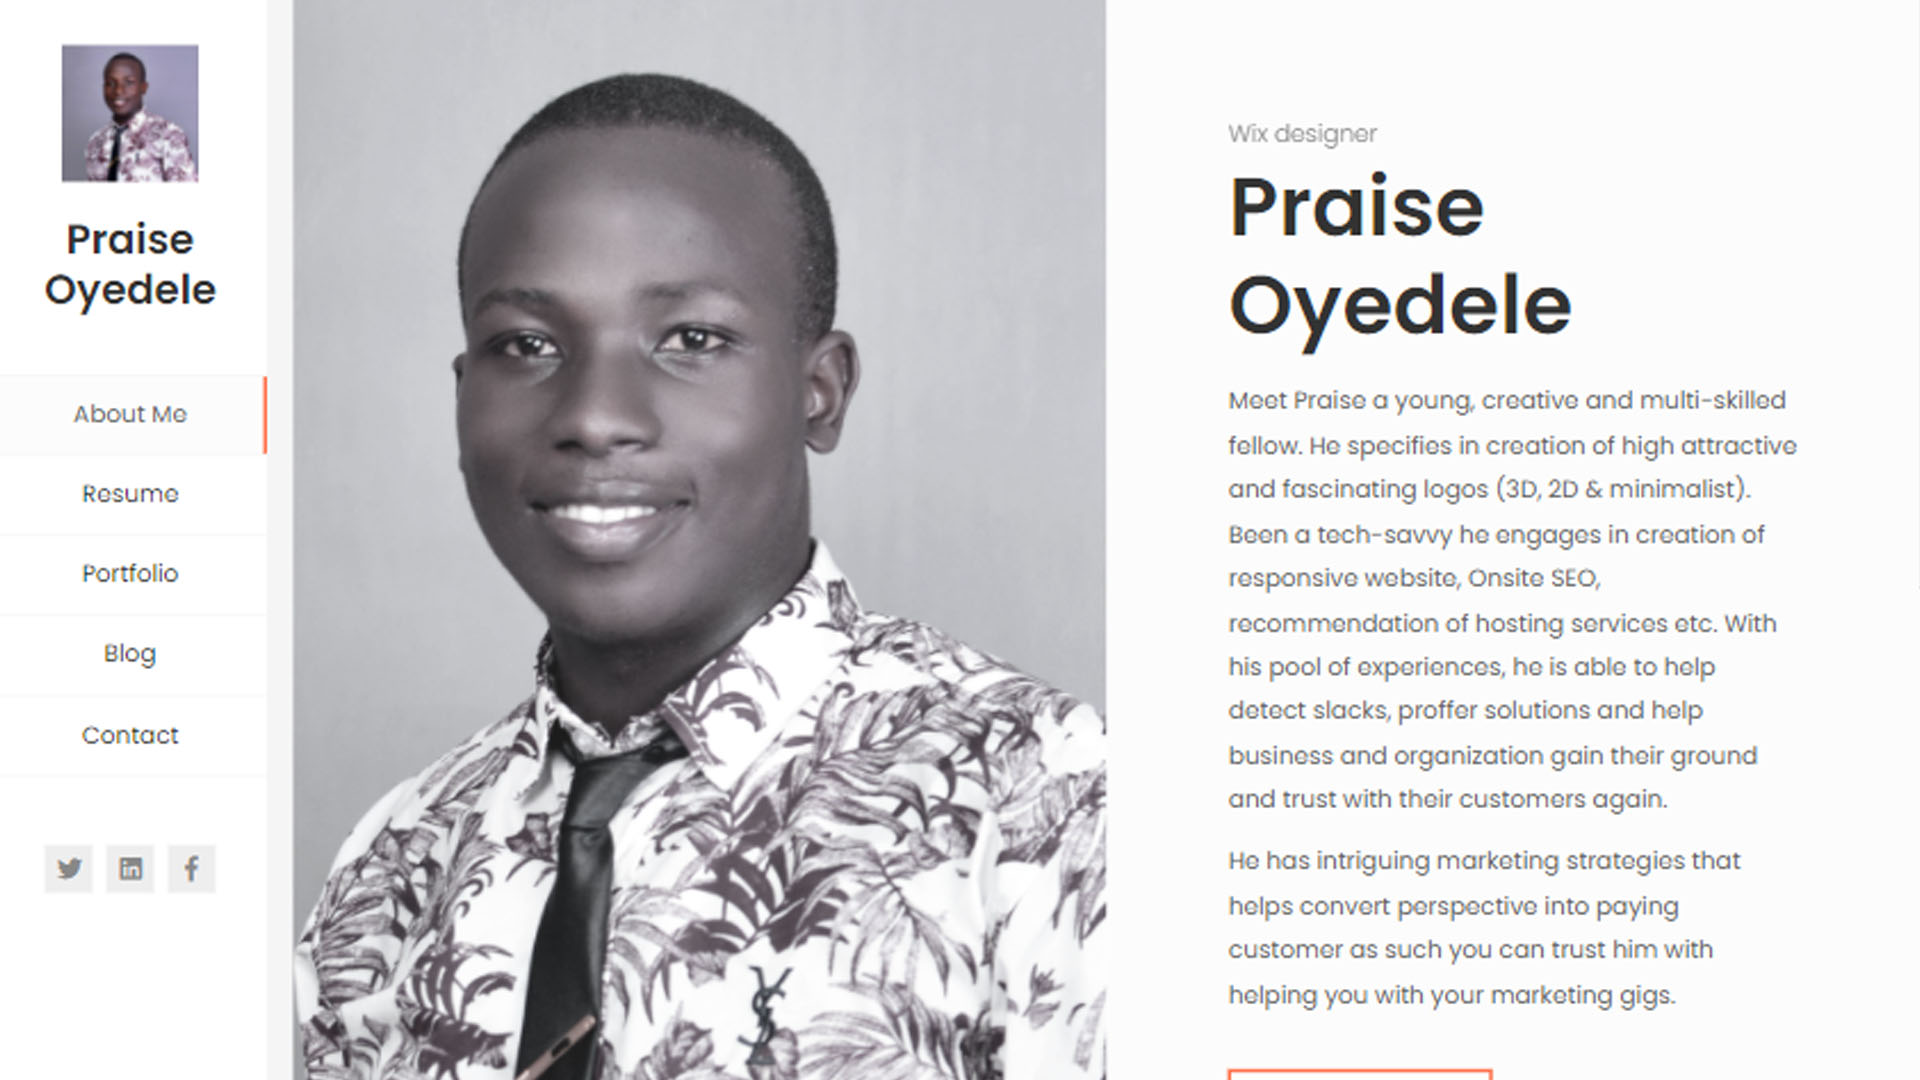 Praise
Oyedele
About Me
Resume
Portfolio
Blog
Contact
Wix designer
Praise
Oyedele
Meet Praise a young, creative and multi-skilled
fellow. He specifies in creation of high attractive
and fascinating logos (3D, 2D & minimalist).
Been a tech-savvy he engages in creation of
responsive website, Onsite SEO,
recommendation of hosting services etc. With
his pool of experiences, he is able to help
detect slacks, proffer solutions and help
business and organization gain their ground
and trust with their customers again.
He has intriguing marketing strategies that
helps convert perspective into paying
customer as such you can trust him with
helping you with your marketing gigs.